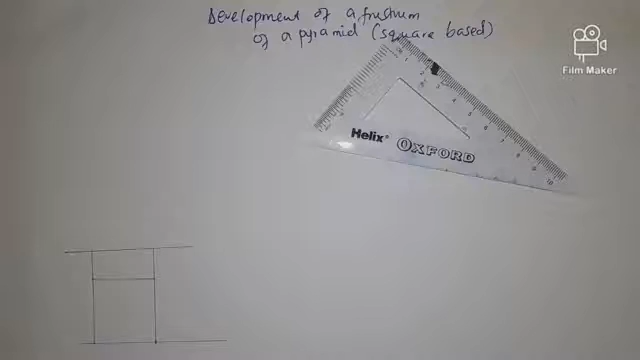 Development of a frustum
of a pyramid (square based)
Film Maker
Helix OXFORD